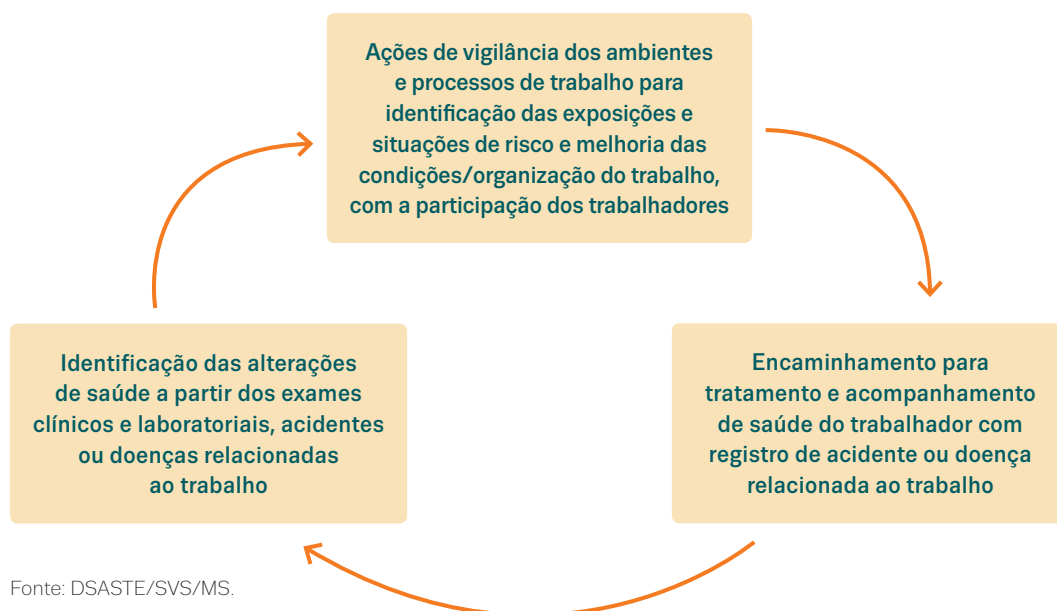 Ações de vigilância dos ambientes
e processos de trabalho para
identificação das exposições e
situações de risco e melhoria das
condições/organização do trabalho,
com a participação dos trabalhadores
Identificação das alterações
de saúde a partir dos exames
clínicos e laboratoriais, acidentes
ou doenças relacionadas
ao trabalho
Encaminhamento para
tratamento e acompanhamento
de saúde do trabalhador com
registro de acidente ou doença
relacionada ao trabalho
Fonte: DSASTE/SVS/MS.